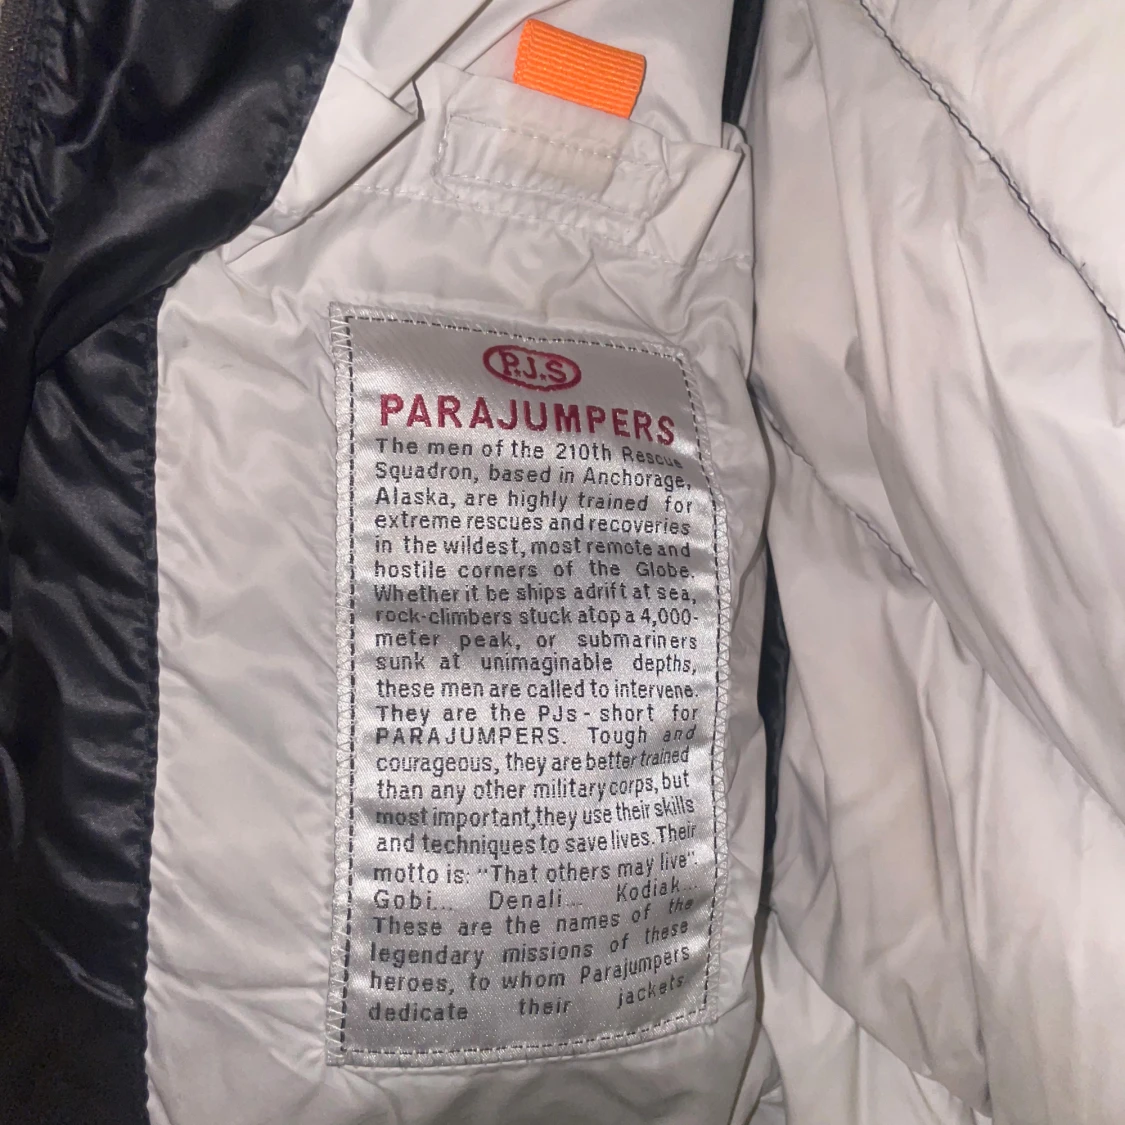 P.J.S
PARAJUMPERS
The men of the 210th Rescue
Squadron, based in Anchorage,
Alaska, are highly trained for
extreme rescues and recoveries
in the wildest, most remote and
hostile corners of the Globe.
Whether it be ships adrift at sea,
rock-climbers stuck atop a 4,000-
meter peak, or submariners
sunk at unimaginable depths,
these men are called to intervene.
They are the PJs - short for
PARAJUMPERS. Tough and
courageous, they are better trained
than any other military corps, but
most important,they use their skills
and techniques to save lives. Their
motto is: "That others may live".
Gobi... Denali... Kodiak...
These are the names of the
legendary missions of these
heroes, to whom Parajumpers
dedicate their jackets.